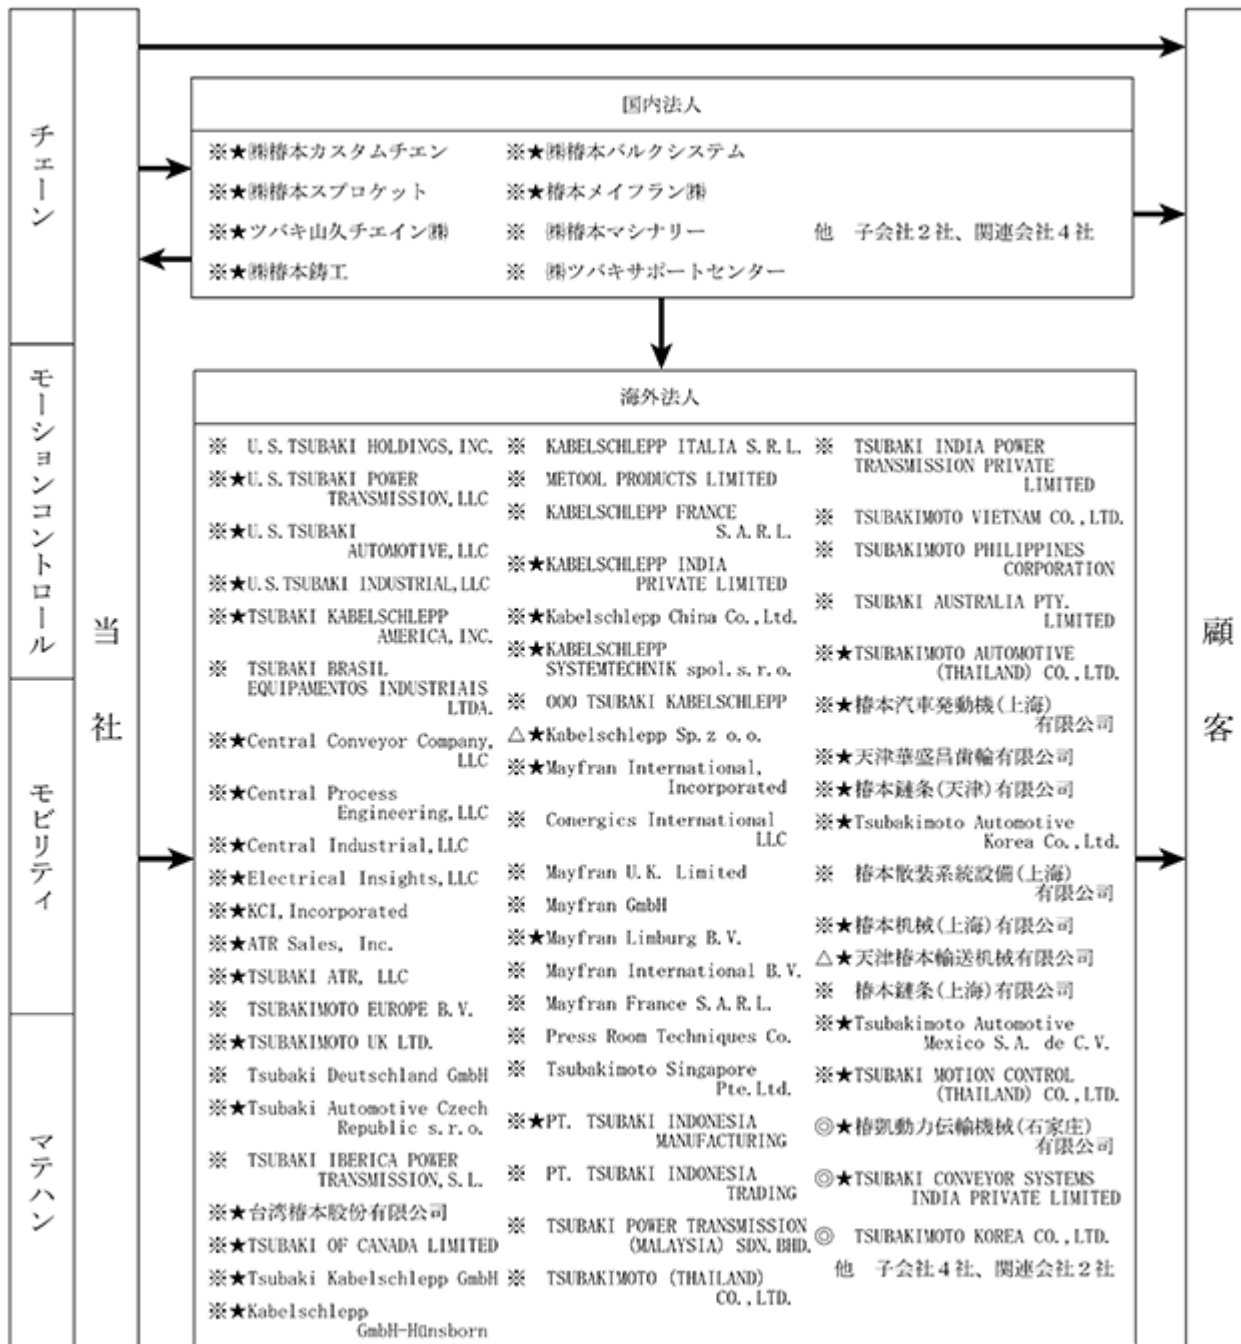 チェーン
モーションコントロール
モビリティ
マテハン
当社
国内法人
※★㈱椿本カスタムチエン
※★㈱椿本スプロケット
※★ツバキ山久チエイン㈱
※★㈱椿本鋳工
※★㈱椿本バルクシステム
※★椿本メイフラン㈱
※ ㈱椿本マシナリー
※ ㈱ツバキサポートセンター
他 子会社2社、関連会社4社
海外法人
※ U.S.TSUBAKI HOLDINGS,INC.
※★U.S.TSUBAKI POWER
TRANSMISSION,LLC
※★U.S.TSUBAKI
AUTOMOTIVE,LLC
※★U.S.TSUBAKI INDUSTRIAL,LLC
※★TSUBAKI KABELSCHLEPP
AMERICA,INC.
※ TSUBAKI BRASIL
EQUIPAMENTOS INDUSTRIAIS
LTDA.
※★Central Conveyor Company,
LLC
※★Central Process
Engineering,LLC
※★Central Industrial,LLC
※★Electrical Insights,LLC
※★KCI,Incorporated
※★ATR Sales, Inc.
※★TSUBAKI ATR, LLC
※ TSUBAKIMOTO EUROPE B.V.
※★TSUBAKIMOTO UK LTD.
※ Tsubaki Deutschland GmbH
※★Tsubaki Automotive Czech
Republic s.r.o.
※ TSUBAKI IBERICA POWER
TRANSMISSION,S.L.
※★台湾椿本股份有限公司
※★TSUBAKI OF CANADA LIMITED
※★Tsubaki Kabelschlepp GmbH
※★Kabelschlepp
GmbH-Hünsborn
※ KABELSCHLEPP ITALIA S.R.L.
※ METOOL PRODUCTS LIMITED
※ KABELSCHLEPP FRANCE
S.A.R.L.
※★KABELSCHLEPP INDIA
PRIVATE LIMITED
※★Kabelschlepp China Co.,Ltd.
※★KABELSCHLEPP
SYSTEMTECHNIK spol.s.r.o.
※ OOO TSUBAKI KABELSCHLEPP
△★Kabelschlepp Sp.z o.o.
※★Mayfran International,
Incorporated
※ Conergics International
LLC
※ Mayfran U.K. Limited
※ Mayfran GmbH
※★Mayfran Limburg B.V.
※ Mayfran International B.V.
※ Mayfran France S.A.R.L.
※ Press Room Techniques Co.
※ Tsubakimoto Singapore
Pte.Ltd.
※★PT. TSUBAKI INDONESIA
MANUFACTURING
※ PT. TSUBAKI INDONESIA
TRADING
※ TSUBAKI POWER TRANSMISSION
(MALAYSIA) SDN.BHD.
※ TSUBAKIMOTO (THAILAND)
CO.,LTD.
※ TSUBAKI INDIA POWER
TRANSMISSION PRIVATE
LIMITED
※ TSUBAKIMOTO VIETNAM CO.,LTD.
※ TSUBAKIMOTO PHILIPPINES
CORPORATION
※ TSUBAKI AUSTRALIA PTY.
LIMITED
※★TSUBAKIMOTO AUTOMOTIVE
(THAILAND) CO.,LTD.
※★椿本汽車発動機(上海)
有限公司
※★天津華盛昌歯輪有限公司
※★椿本鏈条(天津)有限公司
※★Tsubakimoto Automotive
Korea Co.,Ltd.
※ 椿本散装系統設備(上海)
有限公司
※★椿本机械(上海)有限公司
△★天津椿本輸送机械有限公司
※ 椿本鏈条(上海)有限公司
※★Tsubakimoto Automotive
Mexico S.A. de C.V.
※★TSUBAKI MOTION CONTROL
(THAILAND) CO.,LTD.
◎★椿凱動力伝輸機械(石家庄)
有限公司
◎★TSUBAKI CONVEYOR SYSTEMS
INDIA PRIVATE LIMITED
◎ TSUBAKIMOTO KOREA CO.,LTD.
他 子会社4社、関連会社2社
顧客